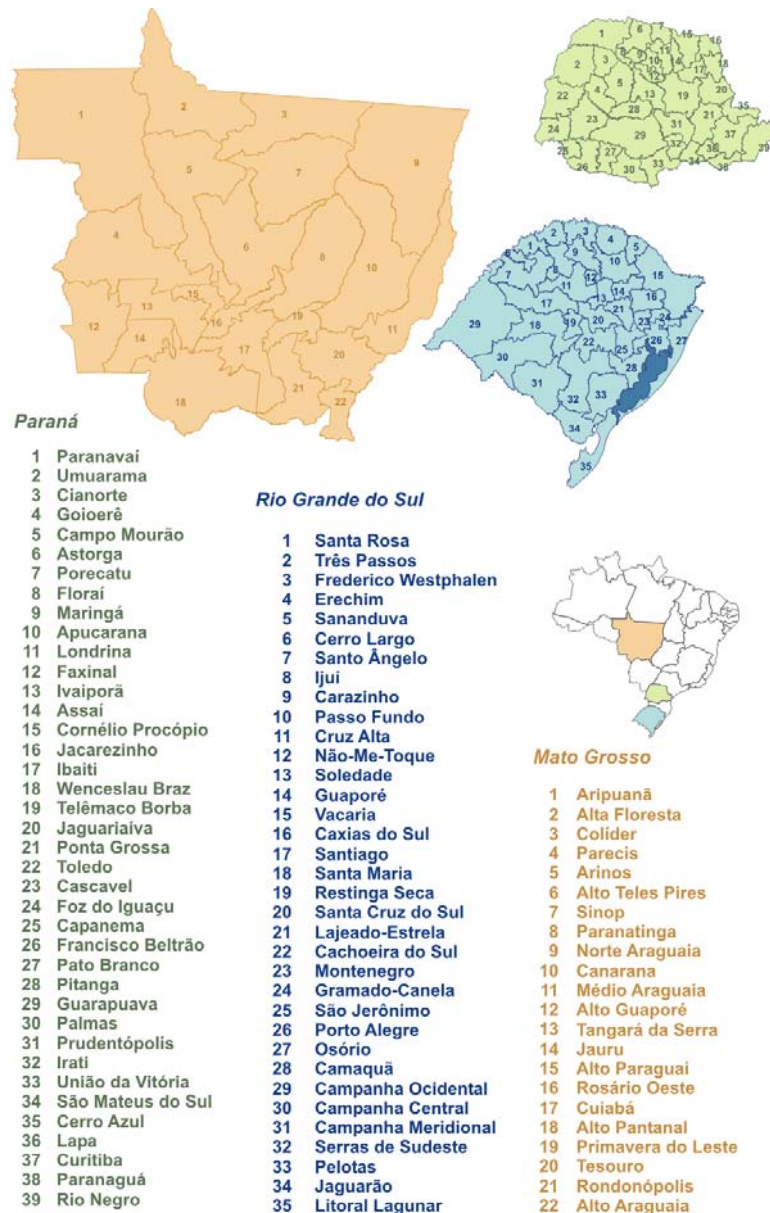 Paraná
1 Paranavaí
2 Umuarama
3 Cianorte
4 Goioerê
5 Campo Mourão
6 Astorga
7 Porecatu
8 Floraí
9 Maringá
10 Apucarana
11 Londrina
12 Faxinal
13 Ivaiporã
14 Assaí
15 Cornélio Procópio
16 Jacarezinho
17 Ibaiti
18 Wenceslau Braz
19 Telêmaco Borba
20 Jaguariaíva
21 Ponta Grossa
22 Toledo
23 Cascavel
24 Foz do Iguaçu
25 Capanema
26 Francisco Beltrão
27 Pato Branco
28 Pitanga
29 Guarapuava
30 Palmas
31 Prudentópolis
32 Irati
33 União da Vitória
34 São Mateus do Sul
35 Cerro Azul
36 Lapa
37 Curitiba
38 Paranaguá
39 Rio Negro
Rio Grande do Sul
1 Santa Rosa
2 Três Passos
3 Frederico Westphalen
4 Erechim
5 Sananduva
6 Cerro Largo
7 Santo Ângelo
8 Ijuí
9 Carazinho
10 Passo Fundo
11 Cruz Alta
12 Não-Me-Toque
13 Soledade
14 Guaporé
15 Vacaria
16 Caxias do Sul
17 Santiago
18 Santa Maria
19 Restinga Seca
20 Santa Cruz do Sul
21 Lajeado-Estrela
22 Cachoeira do Sul
23 Montenegro
24 Gramado-Canela
25 São Jerônimo
26 Porto Alegre
27 Osório
28 Camaquã
29 Campanha Ocidental
30 Campanha Central
31 Campanha Meridional
32 Serras de Sudeste
33 Pelotas
34 Jaguarão
35 Litoral Lagunar
Mato Grosso
1 Aripuanã
2 Alta Floresta
3 Colíder
4 Parecis
5 Arinos
6 Alto Teles Pires
7 Sinop
8 Paranatinga
9 Norte Araguaia
10 Canarana
11 Médio Araguaia
12 Alto Guaporé
13 Tangará da Serra
14 Jauru
15 Alto Paraguai
16 Rosário Oeste
17 Cuiabá
18 Alto Pantanal
19 Primavera do Leste
20 Tesouro
21 Rondonópolis
22 Alto Araguaia